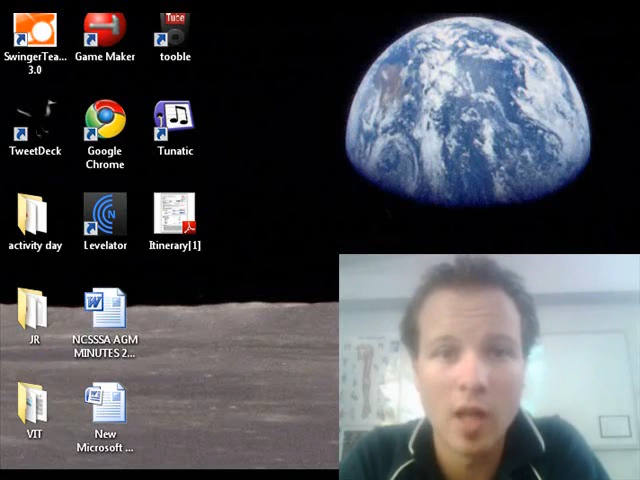 Tube
SwingerTea...
3.0
Game Maker
tooble
TweetDeck
Google
Chrome
Tunatic
activity day
Levelator
Itinerary[1]
JR
NCSSSA AGM
MINUTES 2...
VIT
New
Microsoft ...